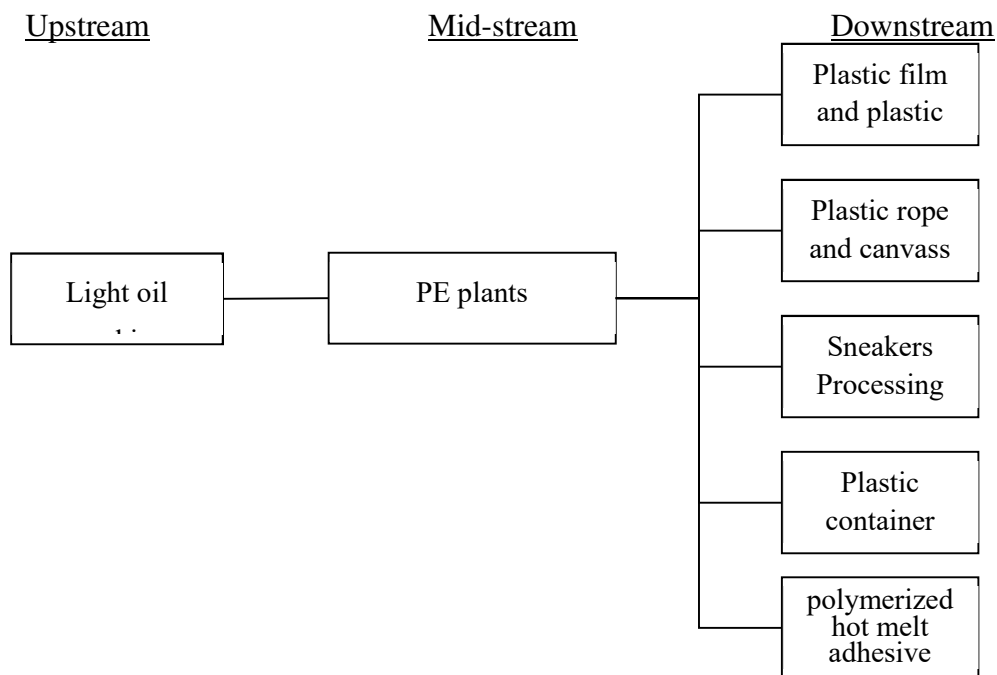 Upstream
Mid-stream
Downstream
Plastic film
and plastic
Plastic rope
and canvass
Light oil
PE plants
Sneakers
Processing
Plastic
container
polymerized
hot melt
adhesive